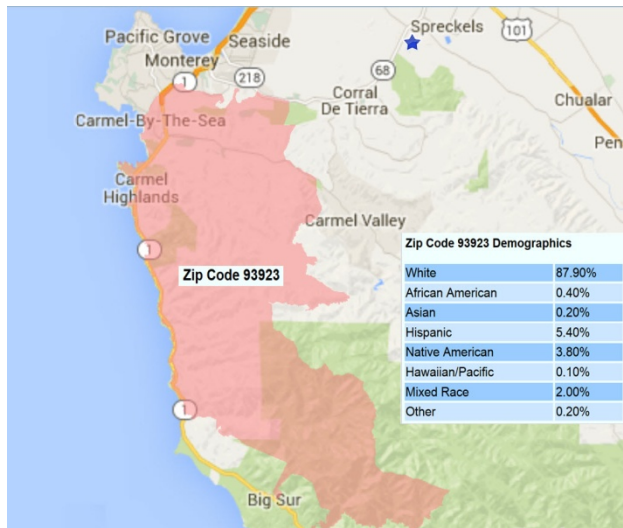 Pacific Grove
Spreckels
101
Seaside
Monterey
1
218
68
Corral
De Tierra
Chualar
Carmel-By-The-Sea
Pen
Carmel
Highlands
Carmel Valley
1
Zip Code 93923 Demographics
Zip Code 93923
White 87.90%
African American 0.40%
Asian 0.20%
Hispanic 5.40%
Native American 3.80%
Hawaiian/Pacific 0.10%
Mixed Race 2.00%
Other 0.20%
1
Big Sur